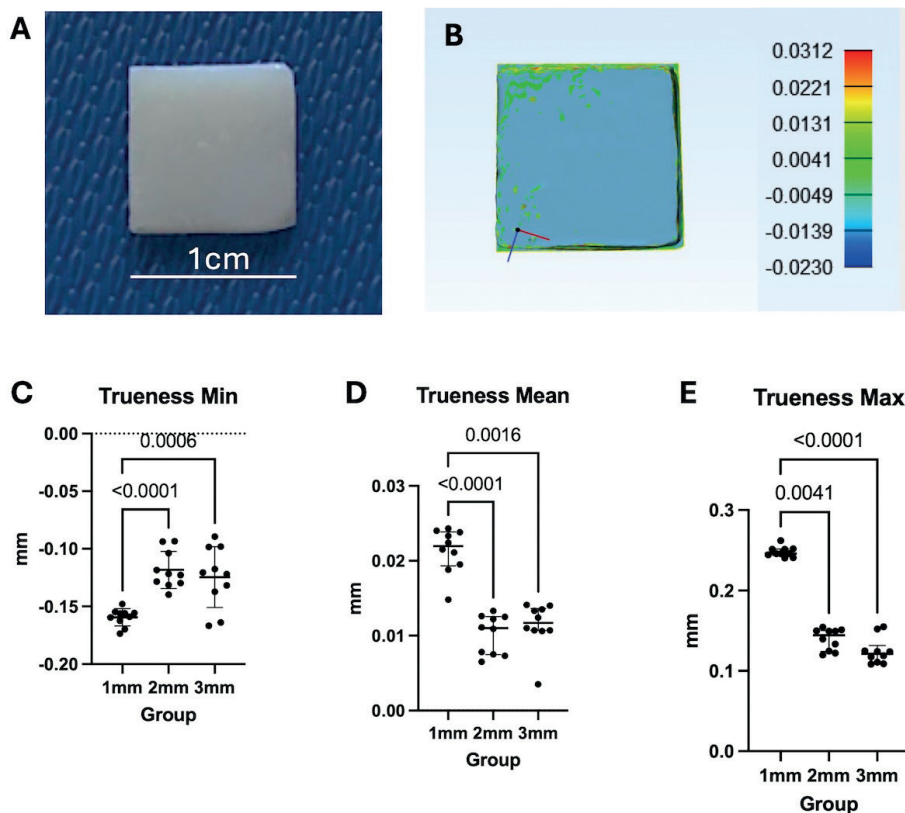 A
1cm
B
0.0312
0.0221
0.0131
0.0041
-0.0049
-0.0139
-0.0230
C
Trueness Min
mm
0.00
-0.05
-0.10
-0.15
-0.20
0.0006
<0.0001
1mm 2mm 3mm
Group
D
Trueness Mean
mm
0.03
0.02
0.01
0.00
0.0016
<0.0001
1mm 2mm 3mm
Group
E
Trueness Max
mm
0.3
0.2
0.1
0.0
<0.0001
0.0041
1mm 2mm 3mm
Group